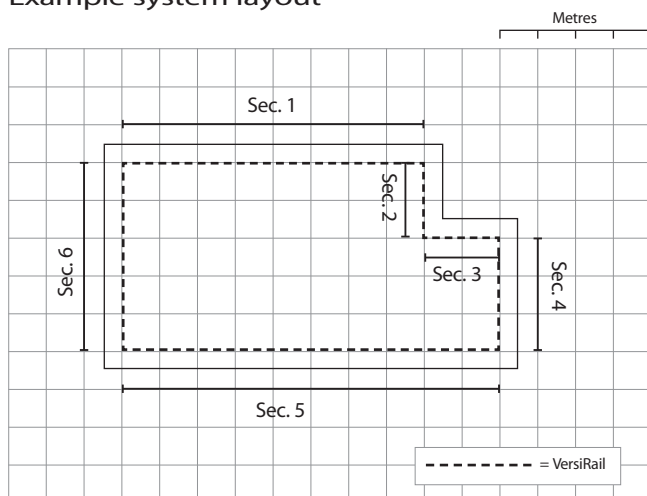 Example system layout
Metres
Sec. 1
Sec. 2
Sec. 3
Sec. 4
Sec. 6
Sec. 5
= VersiRail